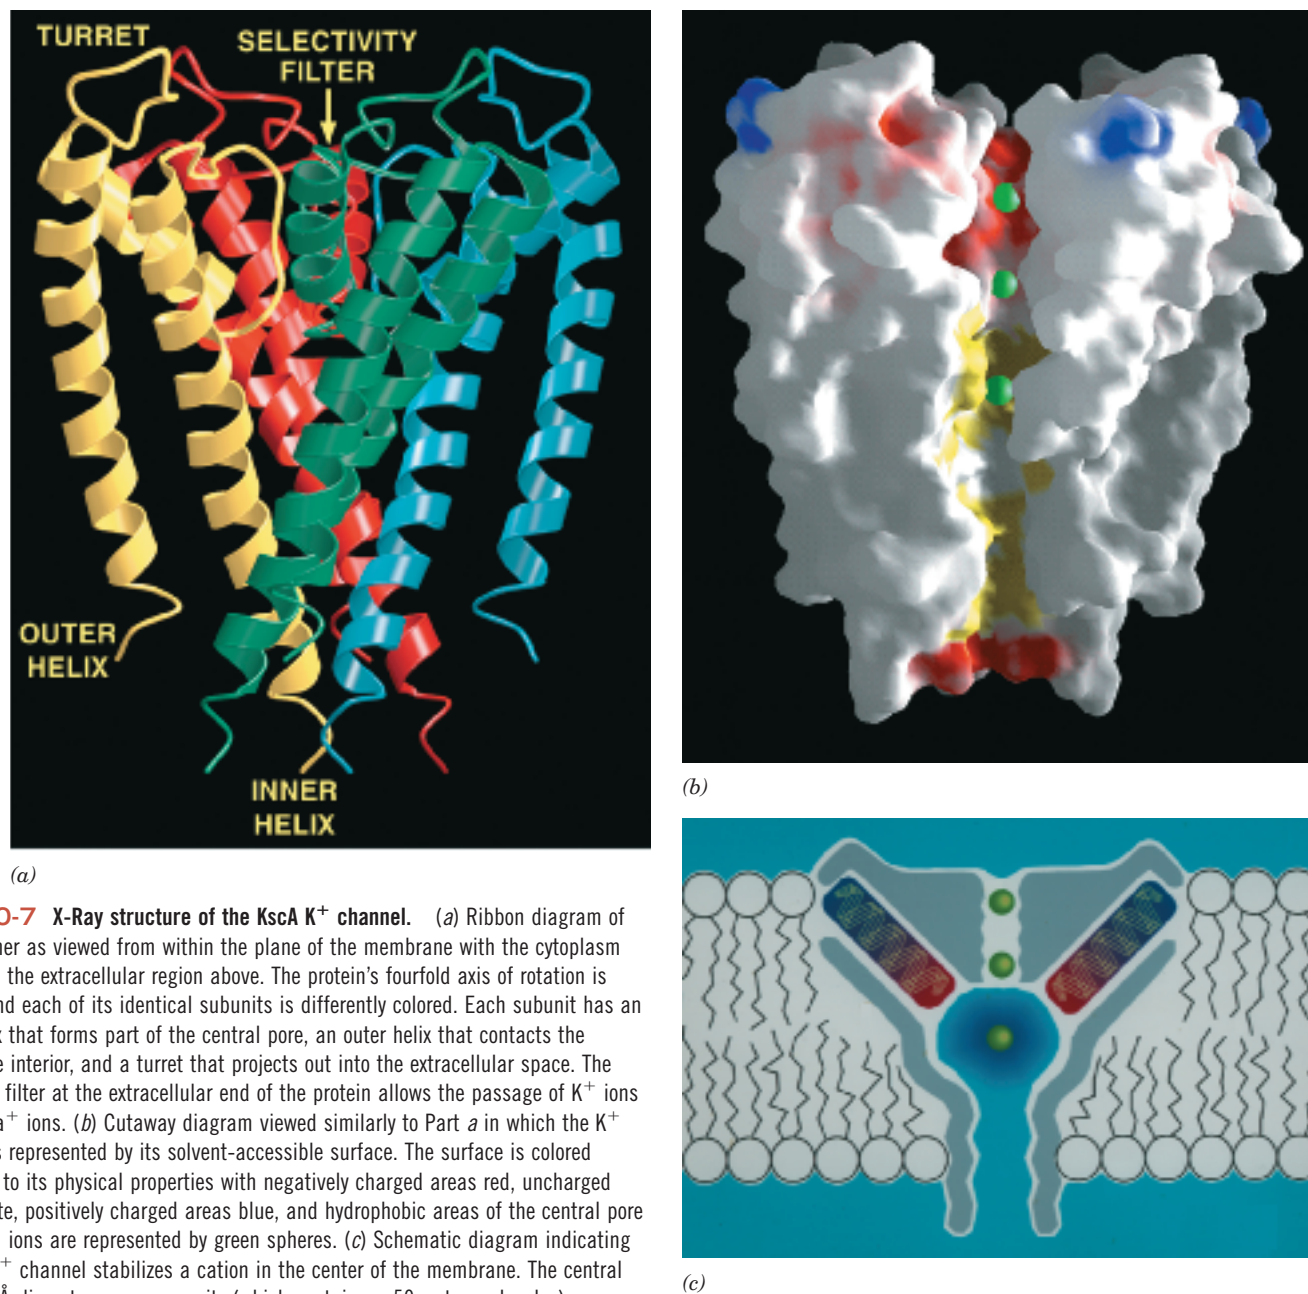 TURRET
SELECTIVITY
FILTER
OUTER
HELIX
INNER
HELIX
(a)
(b)
(c)
0-7 X-Ray structure of the KscA K⁺ channel. (a) Ribbon diagram of
ner as viewed from within the plane of the membrane with the cytoplasm
the extracellular region above. The protein’s fourfold axis of rotation is
nd each of its identical subunits is differently colored. Each subunit has an
x that forms part of the central pore, an outer helix that contacts the
e interior, and a turret that projects out into the extracellular space. The
filter at the extracellular end of the protein allows the passage of K⁺ ions
a⁺ ions. (b) Cutaway diagram viewed similarly to Part a in which the K⁺
s represented by its solvent-accessible surface. The surface is colored
to its physical properties with negatively charged areas red, uncharged
te, positively charged areas blue, and hydrophobic areas of the central pore
ions are represented by green spheres. (c) Schematic diagram indicating
⁺ channel stabilizes a cation in the center of the membrane. The central